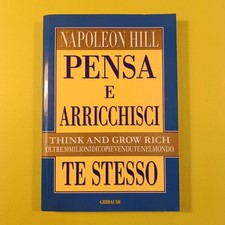 NAPOLEON HILL
PENSA
E
ARRICCHISCI
THINK AND GROW RICH
OLTRE 30 MILIONI DI COPIE VENDUTE NEL MONDO
TE STESSO
GRIBAUDI